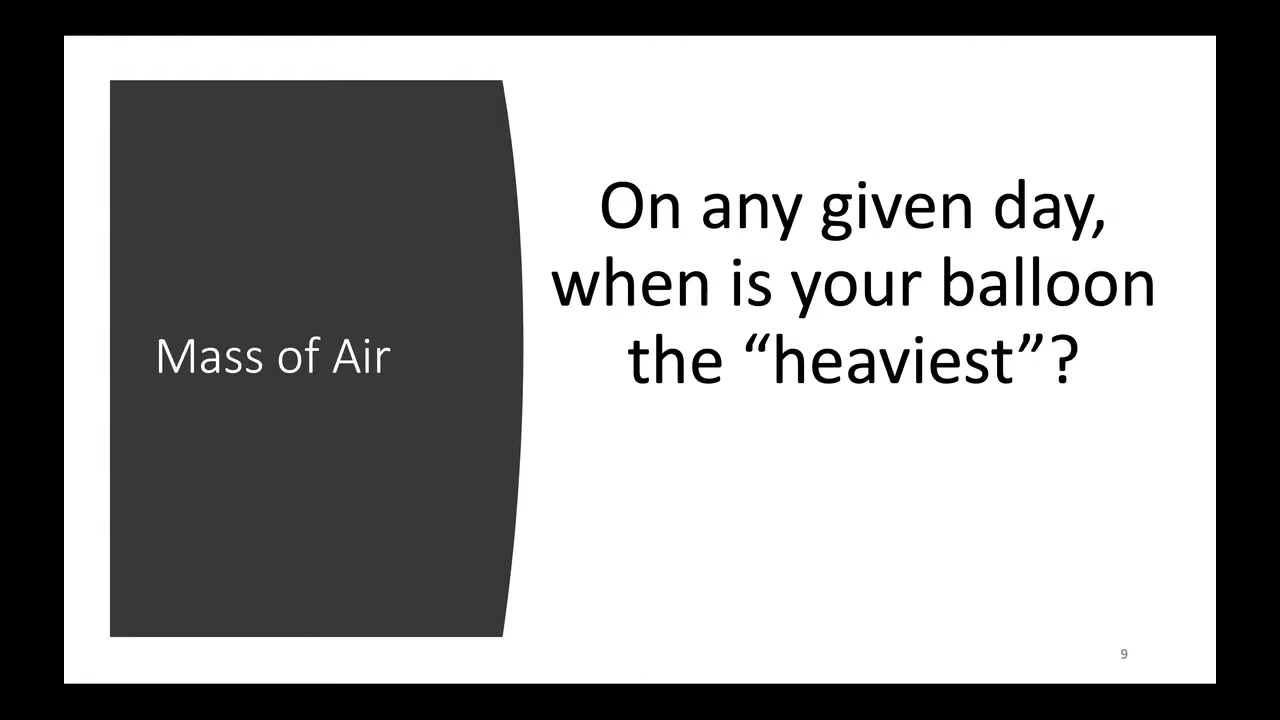 Mass of Air
On any given day,
when is your balloon
the “heaviest”?
9